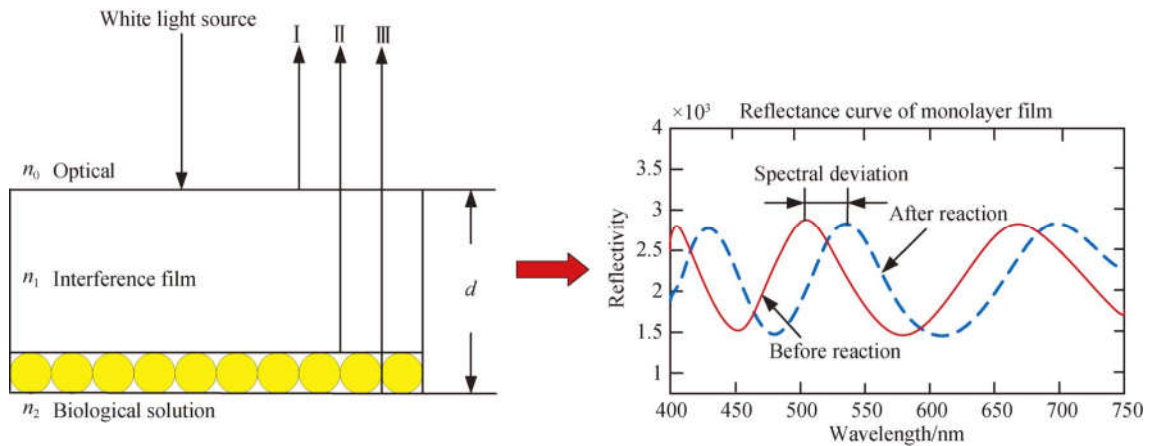 White light source
Ⅰ Ⅱ Ⅲ
n₀ Optical
n₁ Interference film
d
n₂ Biological solution
×10³ Reflectance curve of monolayer film
4
3.5
3
2.5
2
1.5
1
Reflectivity
Spectral deviation
After reaction
Before reaction
400 450 500 550 600 650 700 750
Wavelength/nm